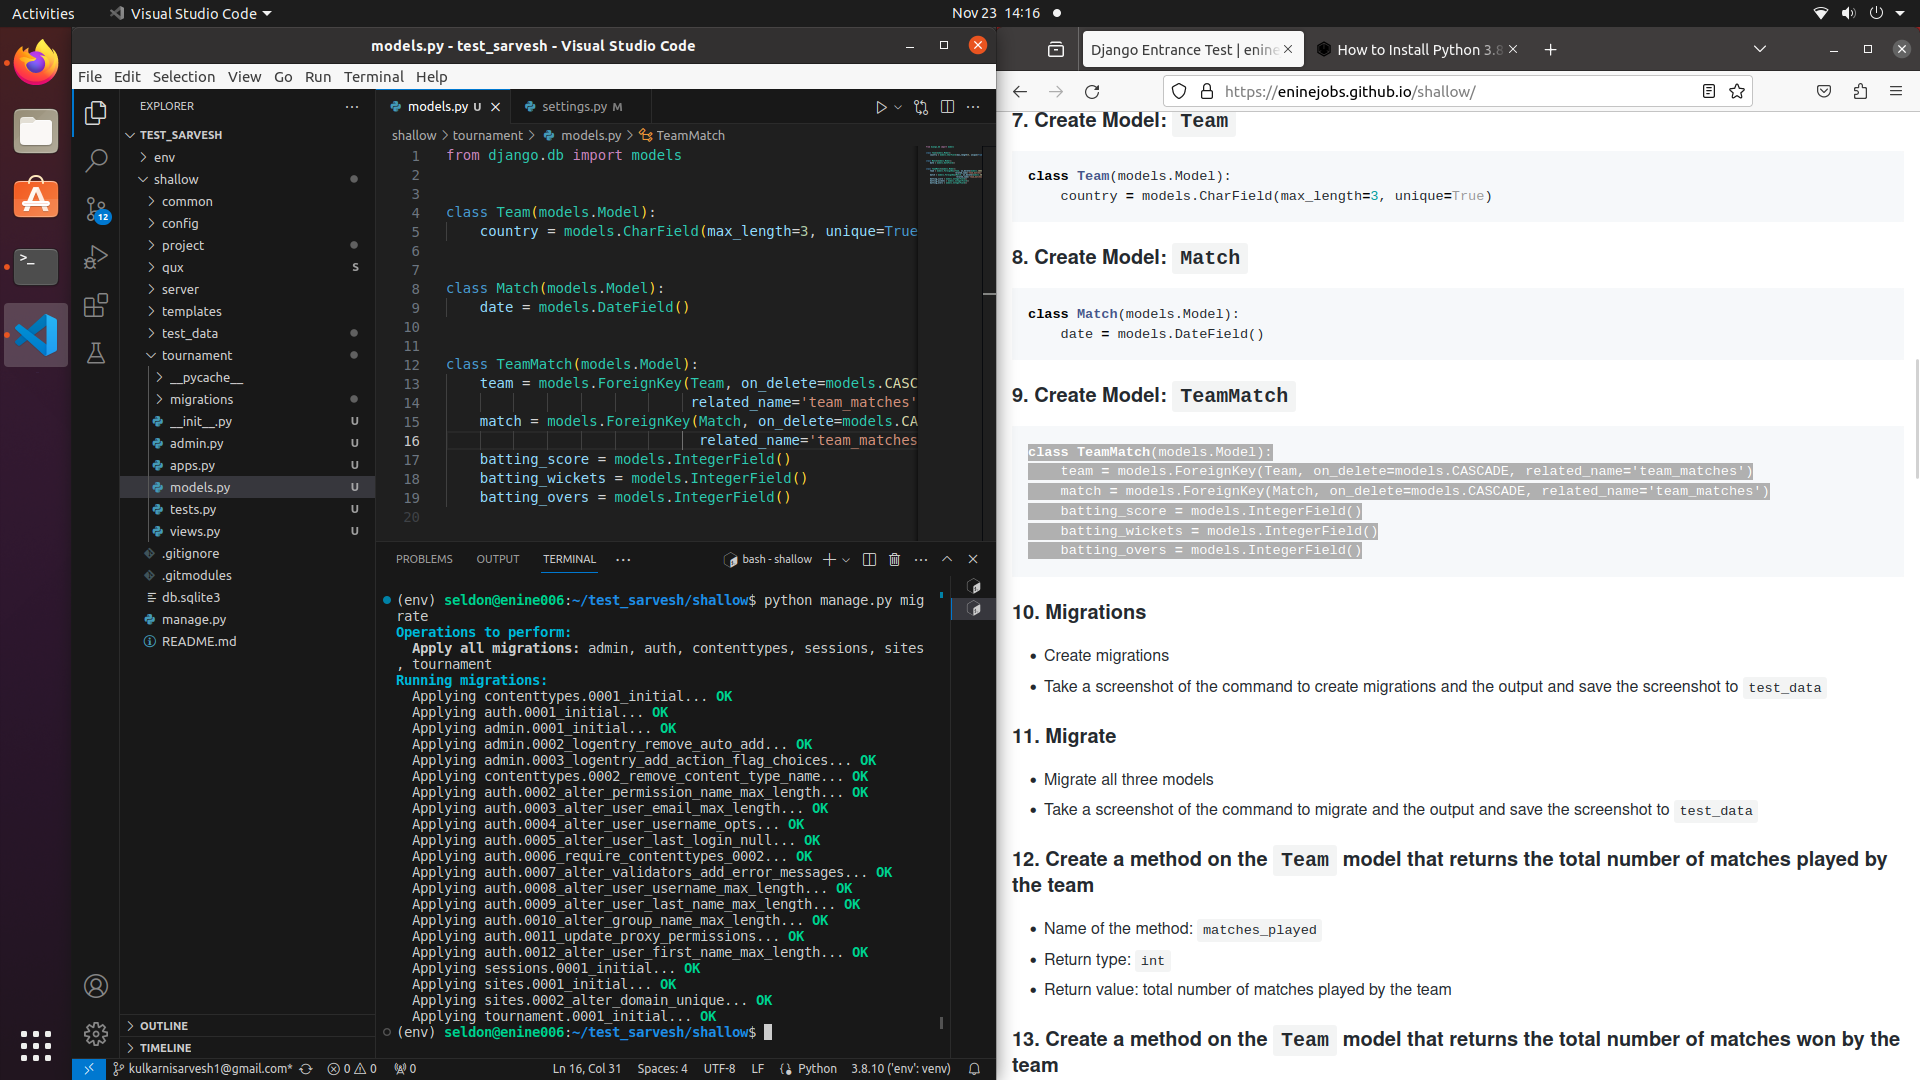 Activities
Visual Studio Code
Nov 23 14:16
models.py - test_sarvesh - Visual Studio Code
File Edit Selection View Go Run Terminal Help
EXPLORER
TEST_SARVESH
env
shallow
common
config
project
qux S
server
templates
test_data
tournament
__pycache__
migrations
__init__.py U
admin.py U
apps.py U
models.py U
tests.py U
views.py U
.gitignore
.gitmodules
db.sqlite3
manage.py
README.md
OUTLINE
TIMELINE
12
models.py U
settings.py M
shallow > tournament > models.py > TeamMatch
1 from django.db import models
2
3
4 class Team(models.Model):
5 country = models.CharField(max_length=3, unique=True
6
7
8 class Match(models.Model):
9 date = models.DateField()
10
11
12 class TeamMatch(models.Model):
13 team = models.ForeignKey(Team, on_delete=models.CASC
14 related_name='team_matches'
15 match = models.ForeignKey(Match, on_delete=models.CA
16 related_name='team_matches
17 batting_score = models.IntegerField()
18 batting_wickets = models.IntegerField()
19 batting_overs = models.IntegerField()
20
PROBLEMS OUTPUT TERMINAL
bash - shallow
(env) seldon@enine006:~/test_sarvesh/shallow$ python manage.py mig
rate
Operations to perform:
Apply all migrations: admin, auth, contenttypes, sessions, sites
, tournament
Running migrations:
Applying contenttypes.0001_initial... OK
Applying auth.0001_initial... OK
Applying admin.0001_initial... OK
Applying admin.0002_logentry_remove_auto_add... OK
Applying admin.0003_logentry_add_action_flag_choices... OK
Applying contenttypes.0002_remove_content_type_name... OK
Applying auth.0002_alter_permission_name_max_length... OK
Applying auth.0003_alter_user_email_max_length... OK
Applying auth.0004_alter_user_username_opts... OK
Applying auth.0005_alter_user_last_login_null... OK
Applying auth.0006_require_contenttypes_0002... OK
Applying auth.0007_alter_validators_add_error_messages... OK
Applying auth.0008_alter_user_username_max_length... OK
Applying auth.0009_alter_user_last_name_max_length... OK
Applying auth.0010_alter_group_name_max_length... OK
Applying auth.0011_update_proxy_permissions... OK
Applying auth.0012_alter_user_first_name_max_length... OK
Applying sessions.0001_initial... OK
Applying sites.0001_initial... OK
Applying sites.0002_alter_domain_unique... OK
Applying tournament.0001_initial... OK
(env) seldon@enine006:~/test_sarvesh/shallow$
kulkarnisarvesh1@gmail.com* 0 0 0
Ln 16, Col 31 Spaces: 4 UTF-8 LF Python 3.8.10 ('env': venv)
Django Entrance Test | enine
How to Install Python 3.8
https://eninejobs.github.io/shallow/
7. Create Model: Team
class Team(models.Model):
country = models.CharField(max_length=3, unique=True)
8. Create Model: Match
class Match(models.Model):
date = models.DateField()
9. Create Model: TeamMatch
class TeamMatch(models.Model):
team = models.ForeignKey(Team, on_delete=models.CASCADE, related_name='team_matches')
match = models.ForeignKey(Match, on_delete=models.CASCADE, related_name='team_matches')
batting_score = models.IntegerField()
batting_wickets = models.IntegerField()
batting_overs = models.IntegerField()
10. Migrations
• Create migrations
• Take a screenshot of the command to create migrations and the output and save the screenshot to test_data
11. Migrate
• Migrate all three models
• Take a screenshot of the command to migrate and the output and save the screenshot to test_data
12. Create a method on the Team model that returns the total number of matches played by
the team
• Name of the method: matches_played
• Return type: int
• Return value: total number of matches played by the team
13. Create a method on the Team model that returns the total number of matches won by the
team